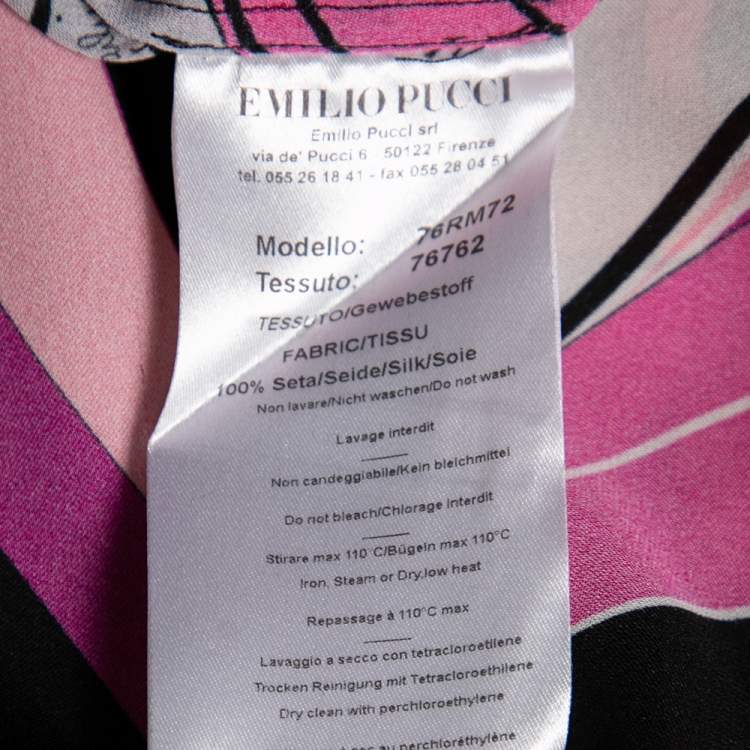 EMILIO PUCCI
Emilio Pucci srl
via de' Pucci 6 50122 Firenze
tel. 055 26 18 41 - fax 055 28 04 51
Modello: 76RM72
Tessuto: 76762
TESSUTO/Gewebestoff
FABRIC/TISSU
100% Seta/Seide/Silk/Soie
Non lavare/Nicht waschen/Do not wash
Lavage interdit
Non candeggiabile/Kein bleichmittel
Do not bleach/Chlorage interdit
Stirare max 110°C/Bügeln max 110°C
Iron, Steam or Dry,low heat
Repassage à 110°C max
Lavaggio a secco con tetracloroetilene
Trocken Reinigung mit Tetracloroethilene
Dry clean with perchloroethylene
sec au perchloréthylène